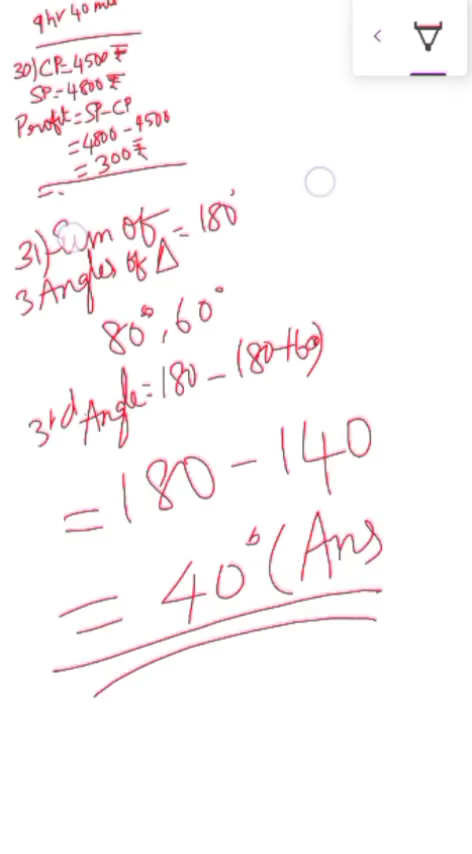 9hr 40 min
30) CP=4500₹
SP=4800₹
Profit=SP-CP
=4800-4500
=300₹
31) Sum of
3 Angles of Δ = 180°
80°, 60°
3rd Angle=180-(80+60)
=180-140
=40° (Ans